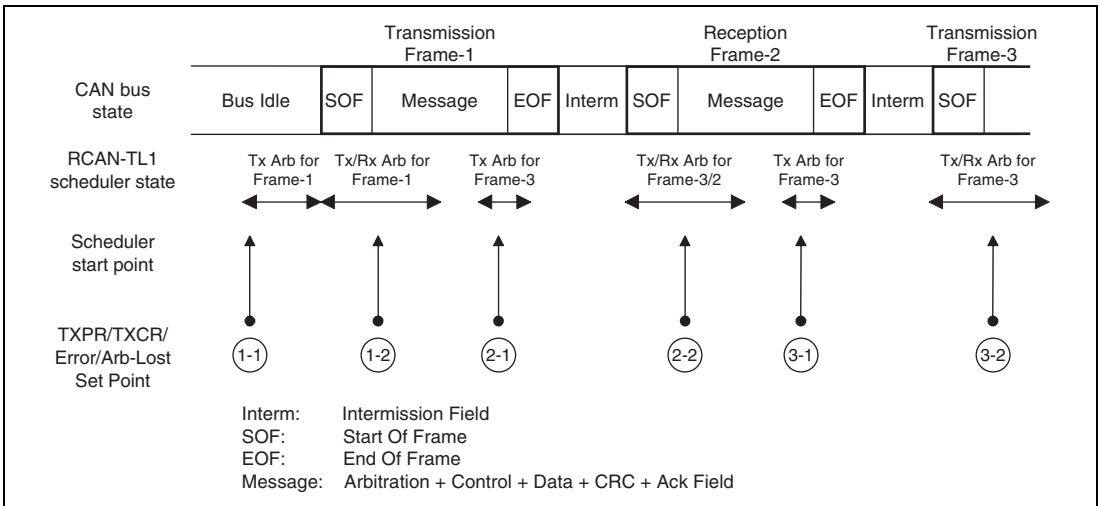 Transmission
Frame-1
Reception
Frame-2
Transmission
Frame-3
CAN bus
state
Bus Idle
SOF
Message
EOF
Interm
SOF
Message
EOF
Interm
SOF
RCAN-TL1
scheduler state
Tx Arb for
Frame-1
Tx/Rx Arb for
Frame-1
Tx Arb for
Frame-3
Tx/Rx Arb for
Frame-3/2
Tx Arb for
Frame-3
Tx/Rx Arb for
Frame-3
Scheduler
start point
TXPR/TXCR/
Error/Arb-Lost
Set Point
1-1
1-2
2-1
2-2
3-1
3-2
Interm: Intermission Field
SOF: Start Of Frame
EOF: End Of Frame
Message: Arbitration + Control + Data + CRC + Ack Field